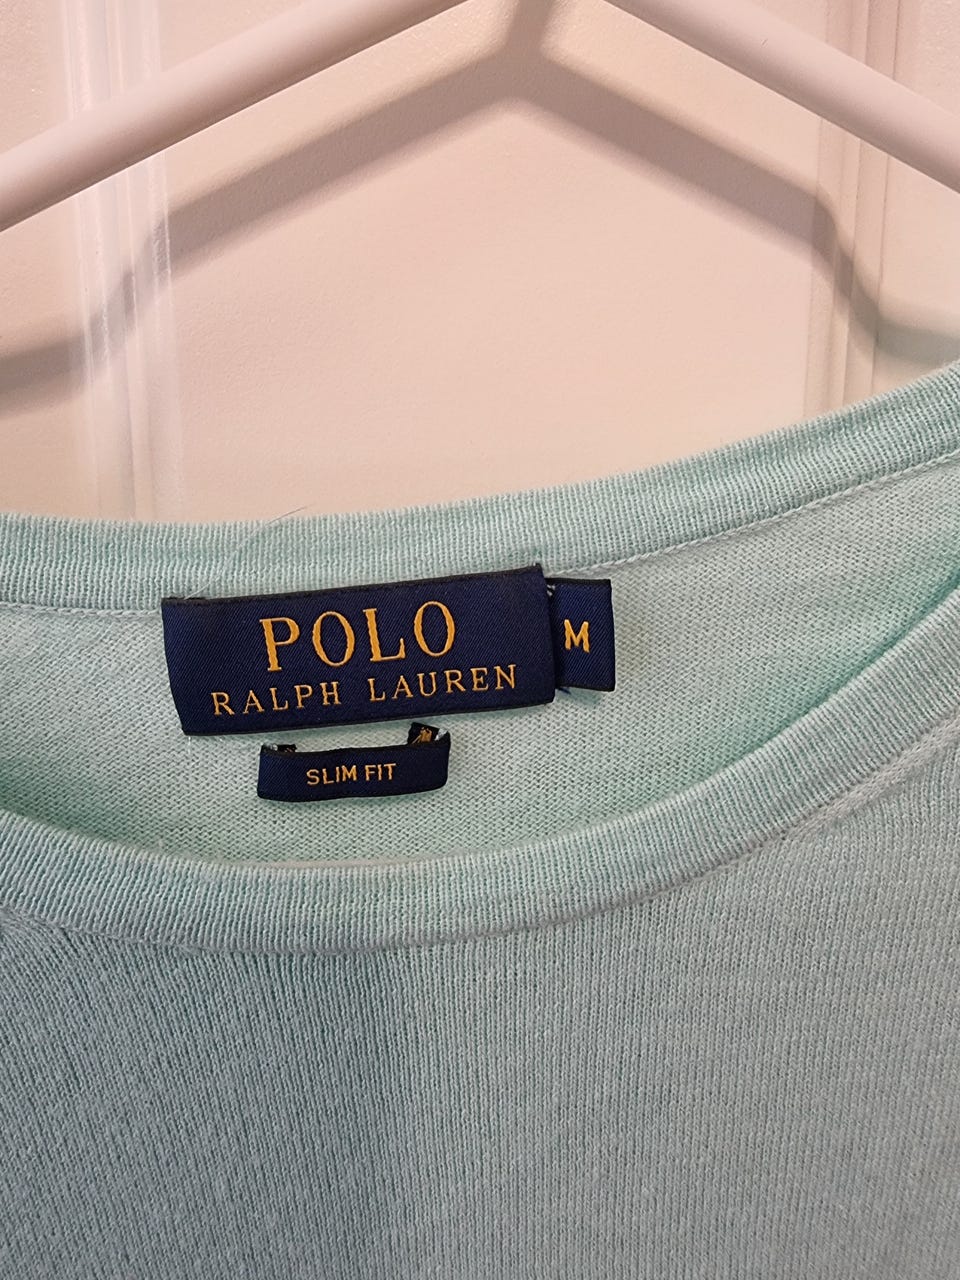 POLO
RALPH LAUREN
M
SLIM FIT